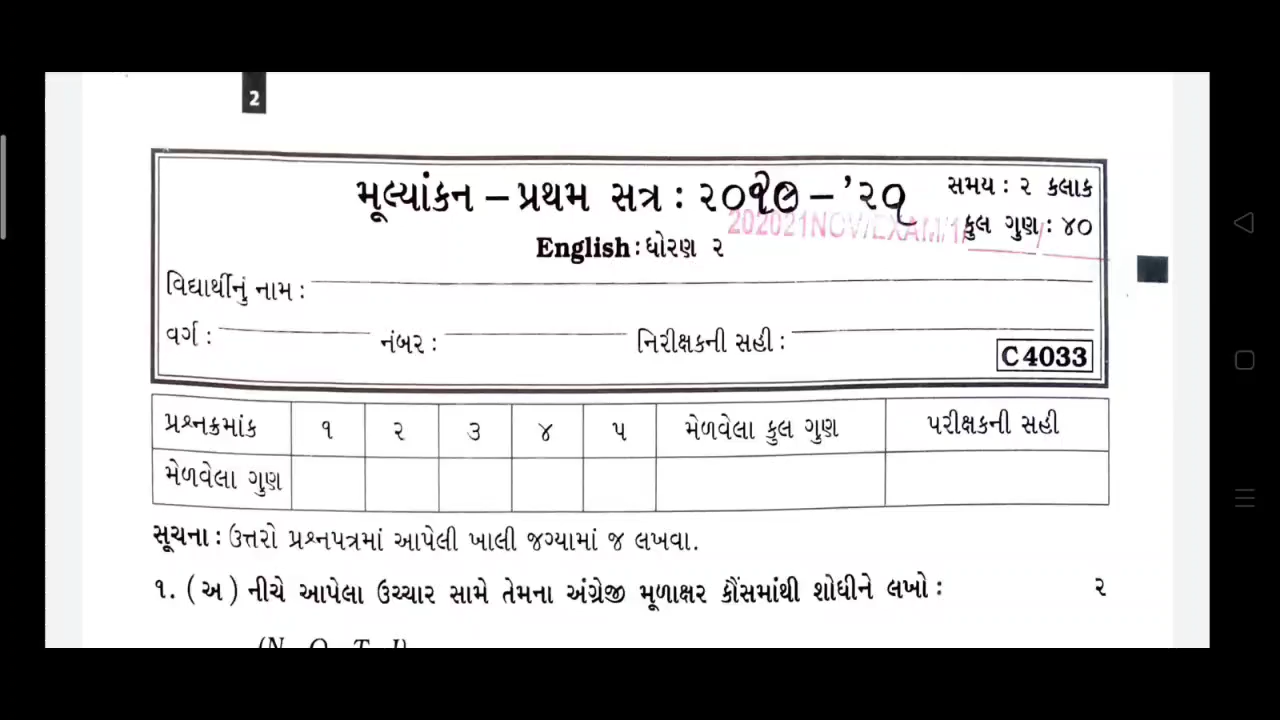 2
મૂલ્યાંકન – પ્રથમ સત્ર : ૨૦૨૦ – ’૨૧
સમય : ૨ કલાક
202021NOV/EXAM/1
કુલ ગુણ : ૪૦
English : ધોરણ ૨
વિદ્યાર્થીનું નામ :
વર્ગ : નંબર : નિરીક્ષકની સહી :
C 4033
પ્રશ્નક્રમાંક ૧ ૨ ૩ ૪ ૫ મેળવેલા કુલ ગુણ પરીક્ષકની સહી
મેળવેલા ગુણ
સૂચના : ઉત્તરો પ્રશ્નપત્રમાં આપેલી ખાલી જગ્યામાં જ લખવા.
૧. ( અ ) નીચે આપેલા ઉચ્ચાર સામે તેમના અંગ્રેજી મૂળાક્ષર કૌંસમાંથી શોધીને લખો : ૨